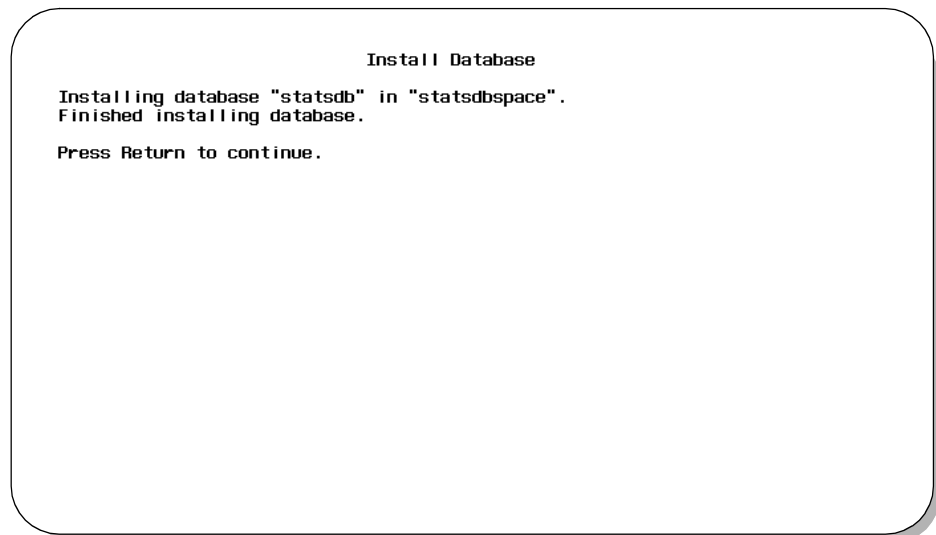 Install Database
Installing database "statsdb" in "statsdbspace".
Finished installing database.
Press Return to continue.